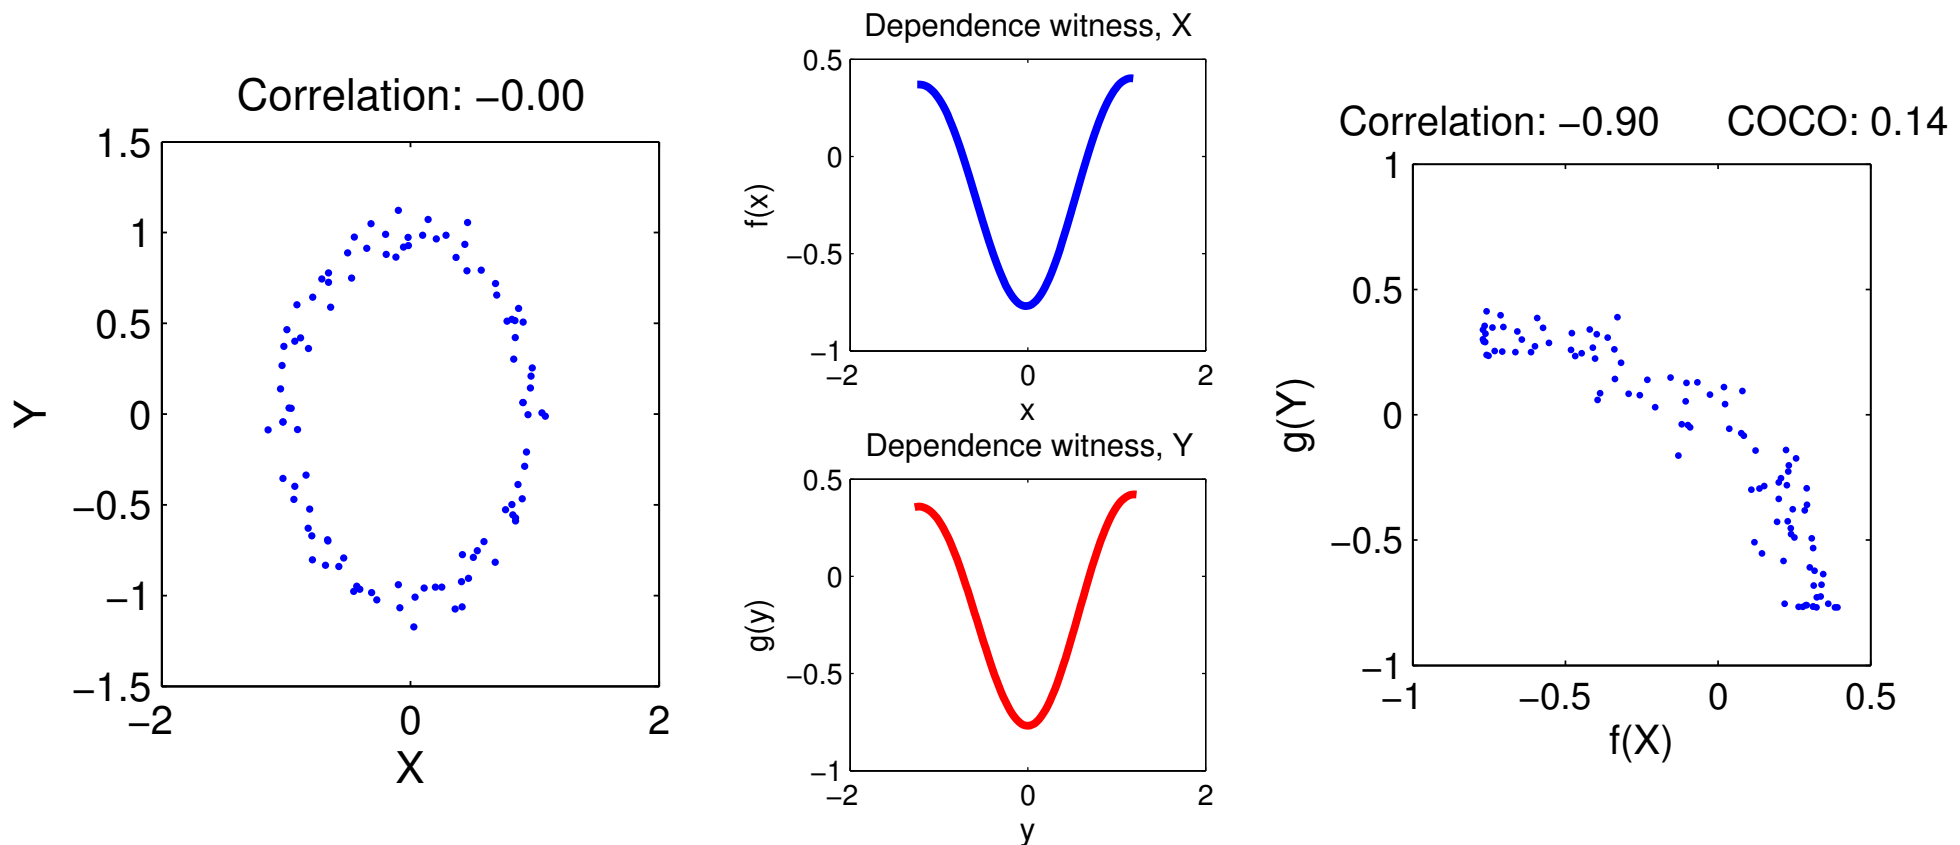 Correlation: −0.00
1.5
1
0.5
0
−0.5
−1
−1.5
−2
0
2
X
Y
Dependence witness, X
0.5
0
−0.5
−1
−2
0
2
x
f(x)
Dependence witness, Y
0.5
0
−0.5
−1
−2
0
2
y
g(y)
Correlation: −0.90 COCO: 0.14
1
0.5
0
−0.5
−1
−1
−0.5
0
0.5
f(X)
g(Y)